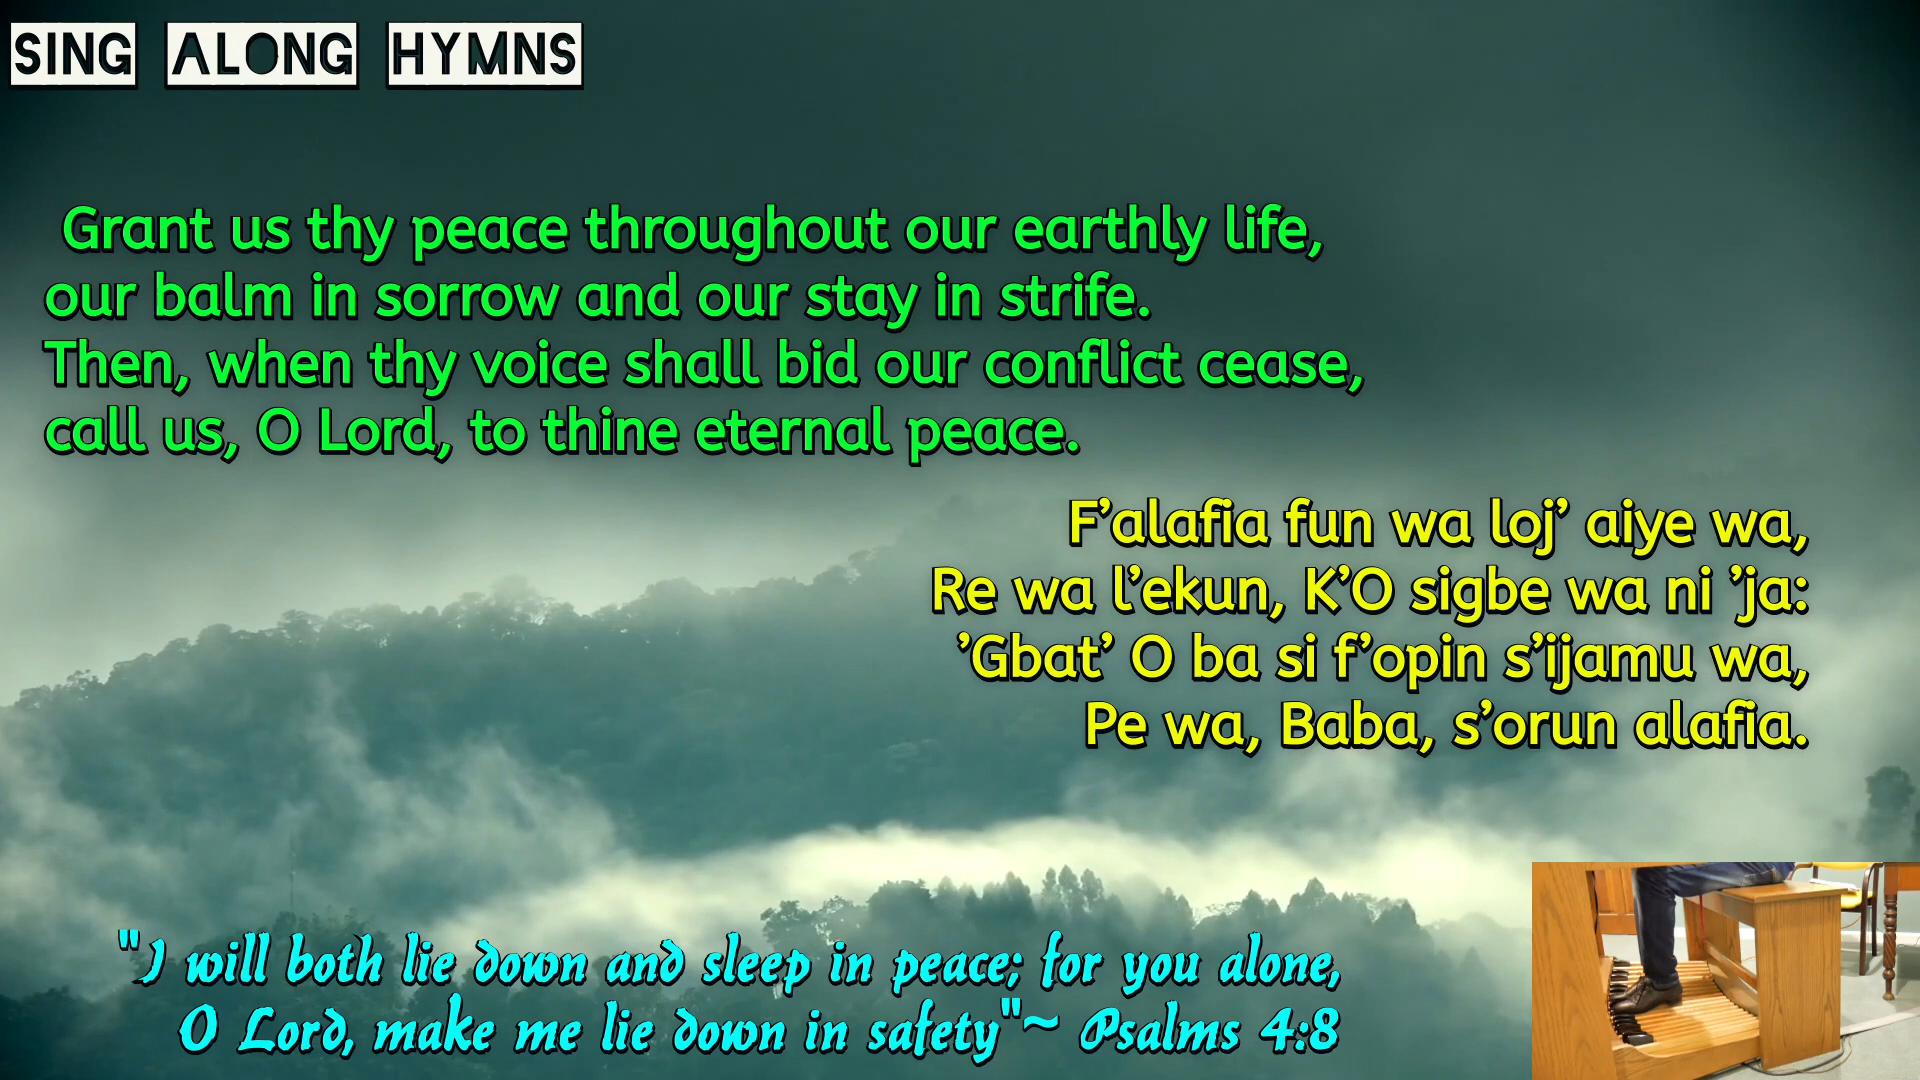 SING ALONG HYMNS
Grant us thy peace throughout our earthly life,
our balm in sorrow and our stay in strife.
Then, when thy voice shall bid our conflict cease,
call us, O Lord, to thine eternal peace.
F’alafia fun wa loj’ aiye wa,
Re wa l’ekun, K’O sigbe wa ni ’ja:
’Gbat’ O ba si f’opin s’ijamu wa,
Pe wa, Baba, s’orun alafia.
"I will both lie down and sleep in peace; for you alone,
O Lord, make me lie down in safety"~ Psalms 4:8